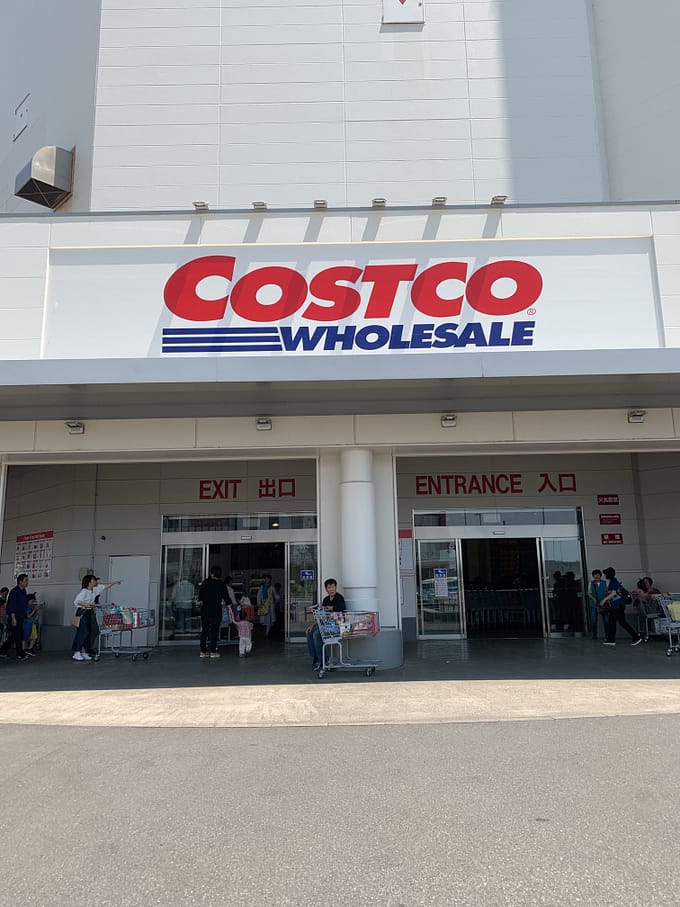 COSTCO
WHOLESALE
®
EXIT 出口
ENTRANCE 入口